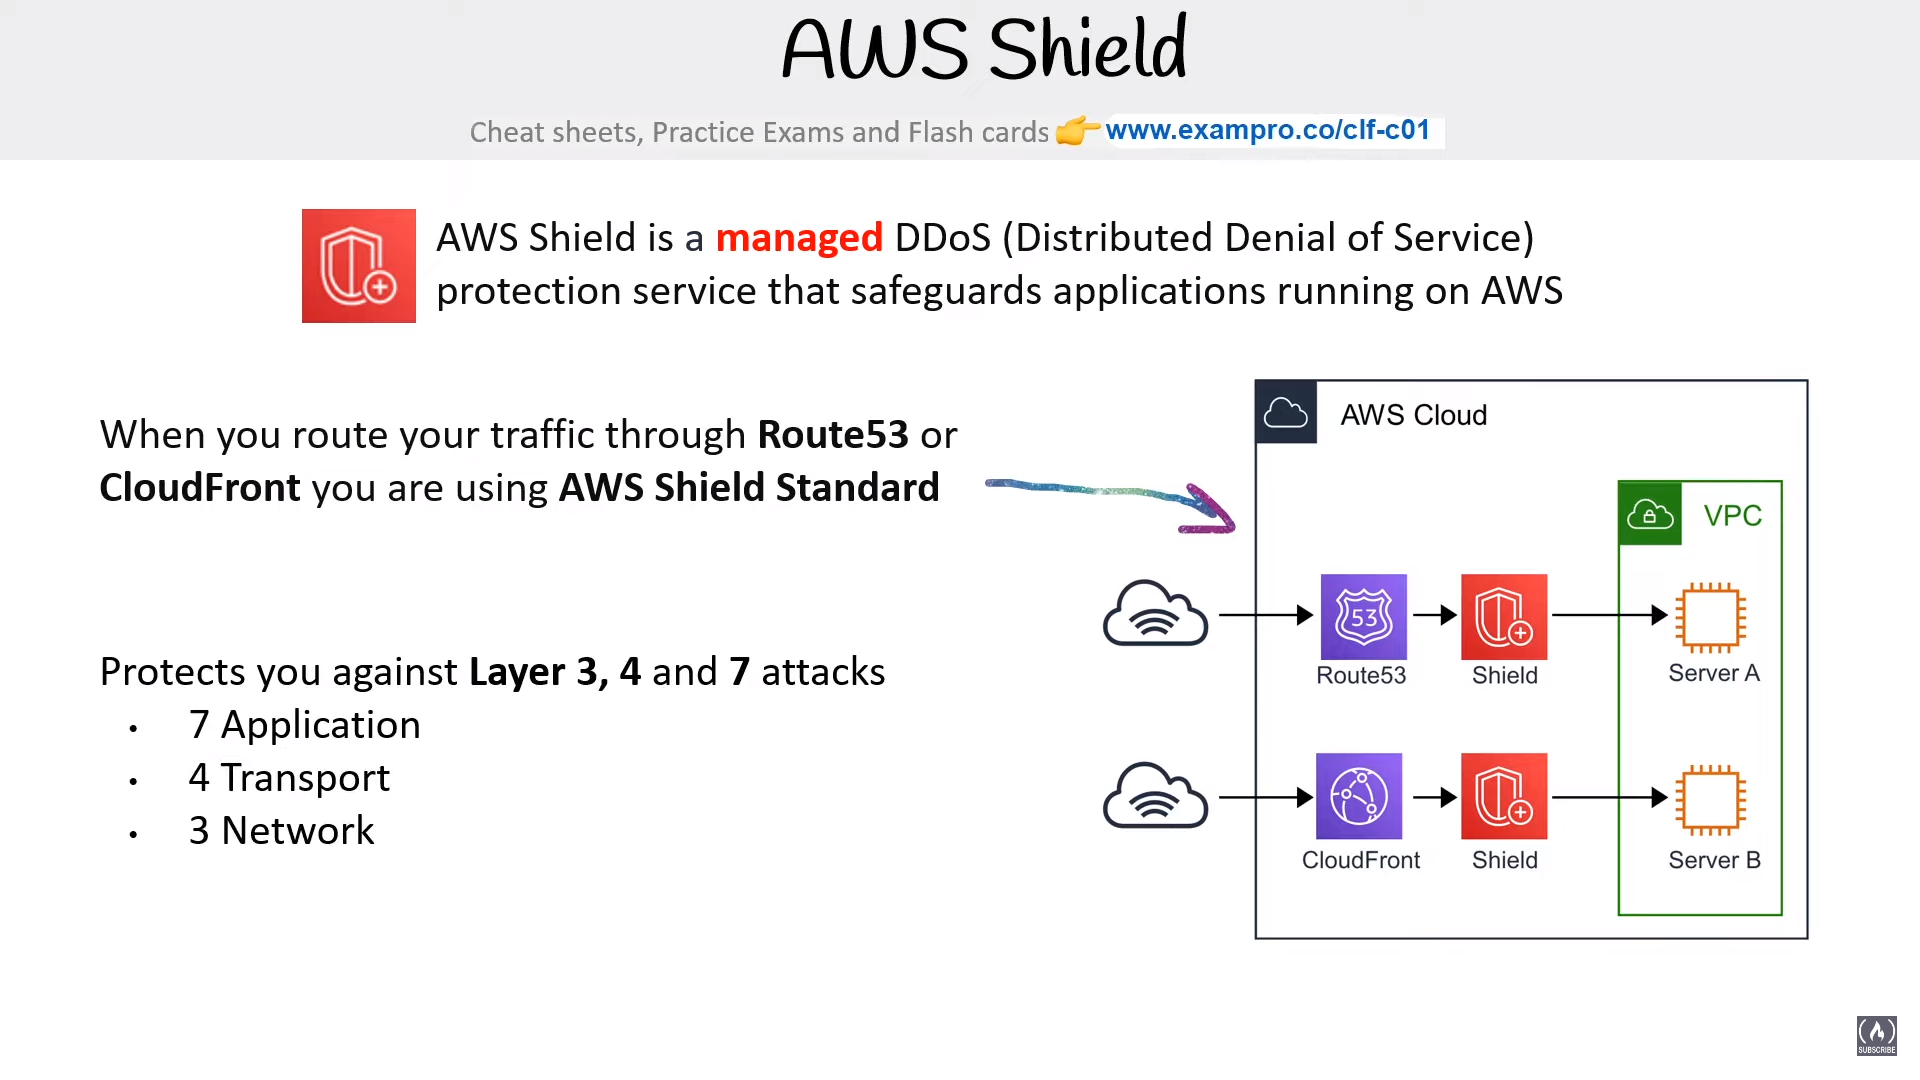 AWS Shield
Cheat sheets, Practice Exams and Flash cards 👉 www.exampro.co/clf-c01
AWS Shield is a managed DDoS (Distributed Denial of Service)
protection service that safeguards applications running on AWS
When you route your traffic through Route53 or
CloudFront you are using AWS Shield Standard
Protects you against Layer 3, 4 and 7 attacks
• 7 Application
• 4 Transport
• 3 Network
AWS Cloud
VPC
53
Route53
Shield
Server A
CloudFront
Shield
Server B
SUBSCRIBE